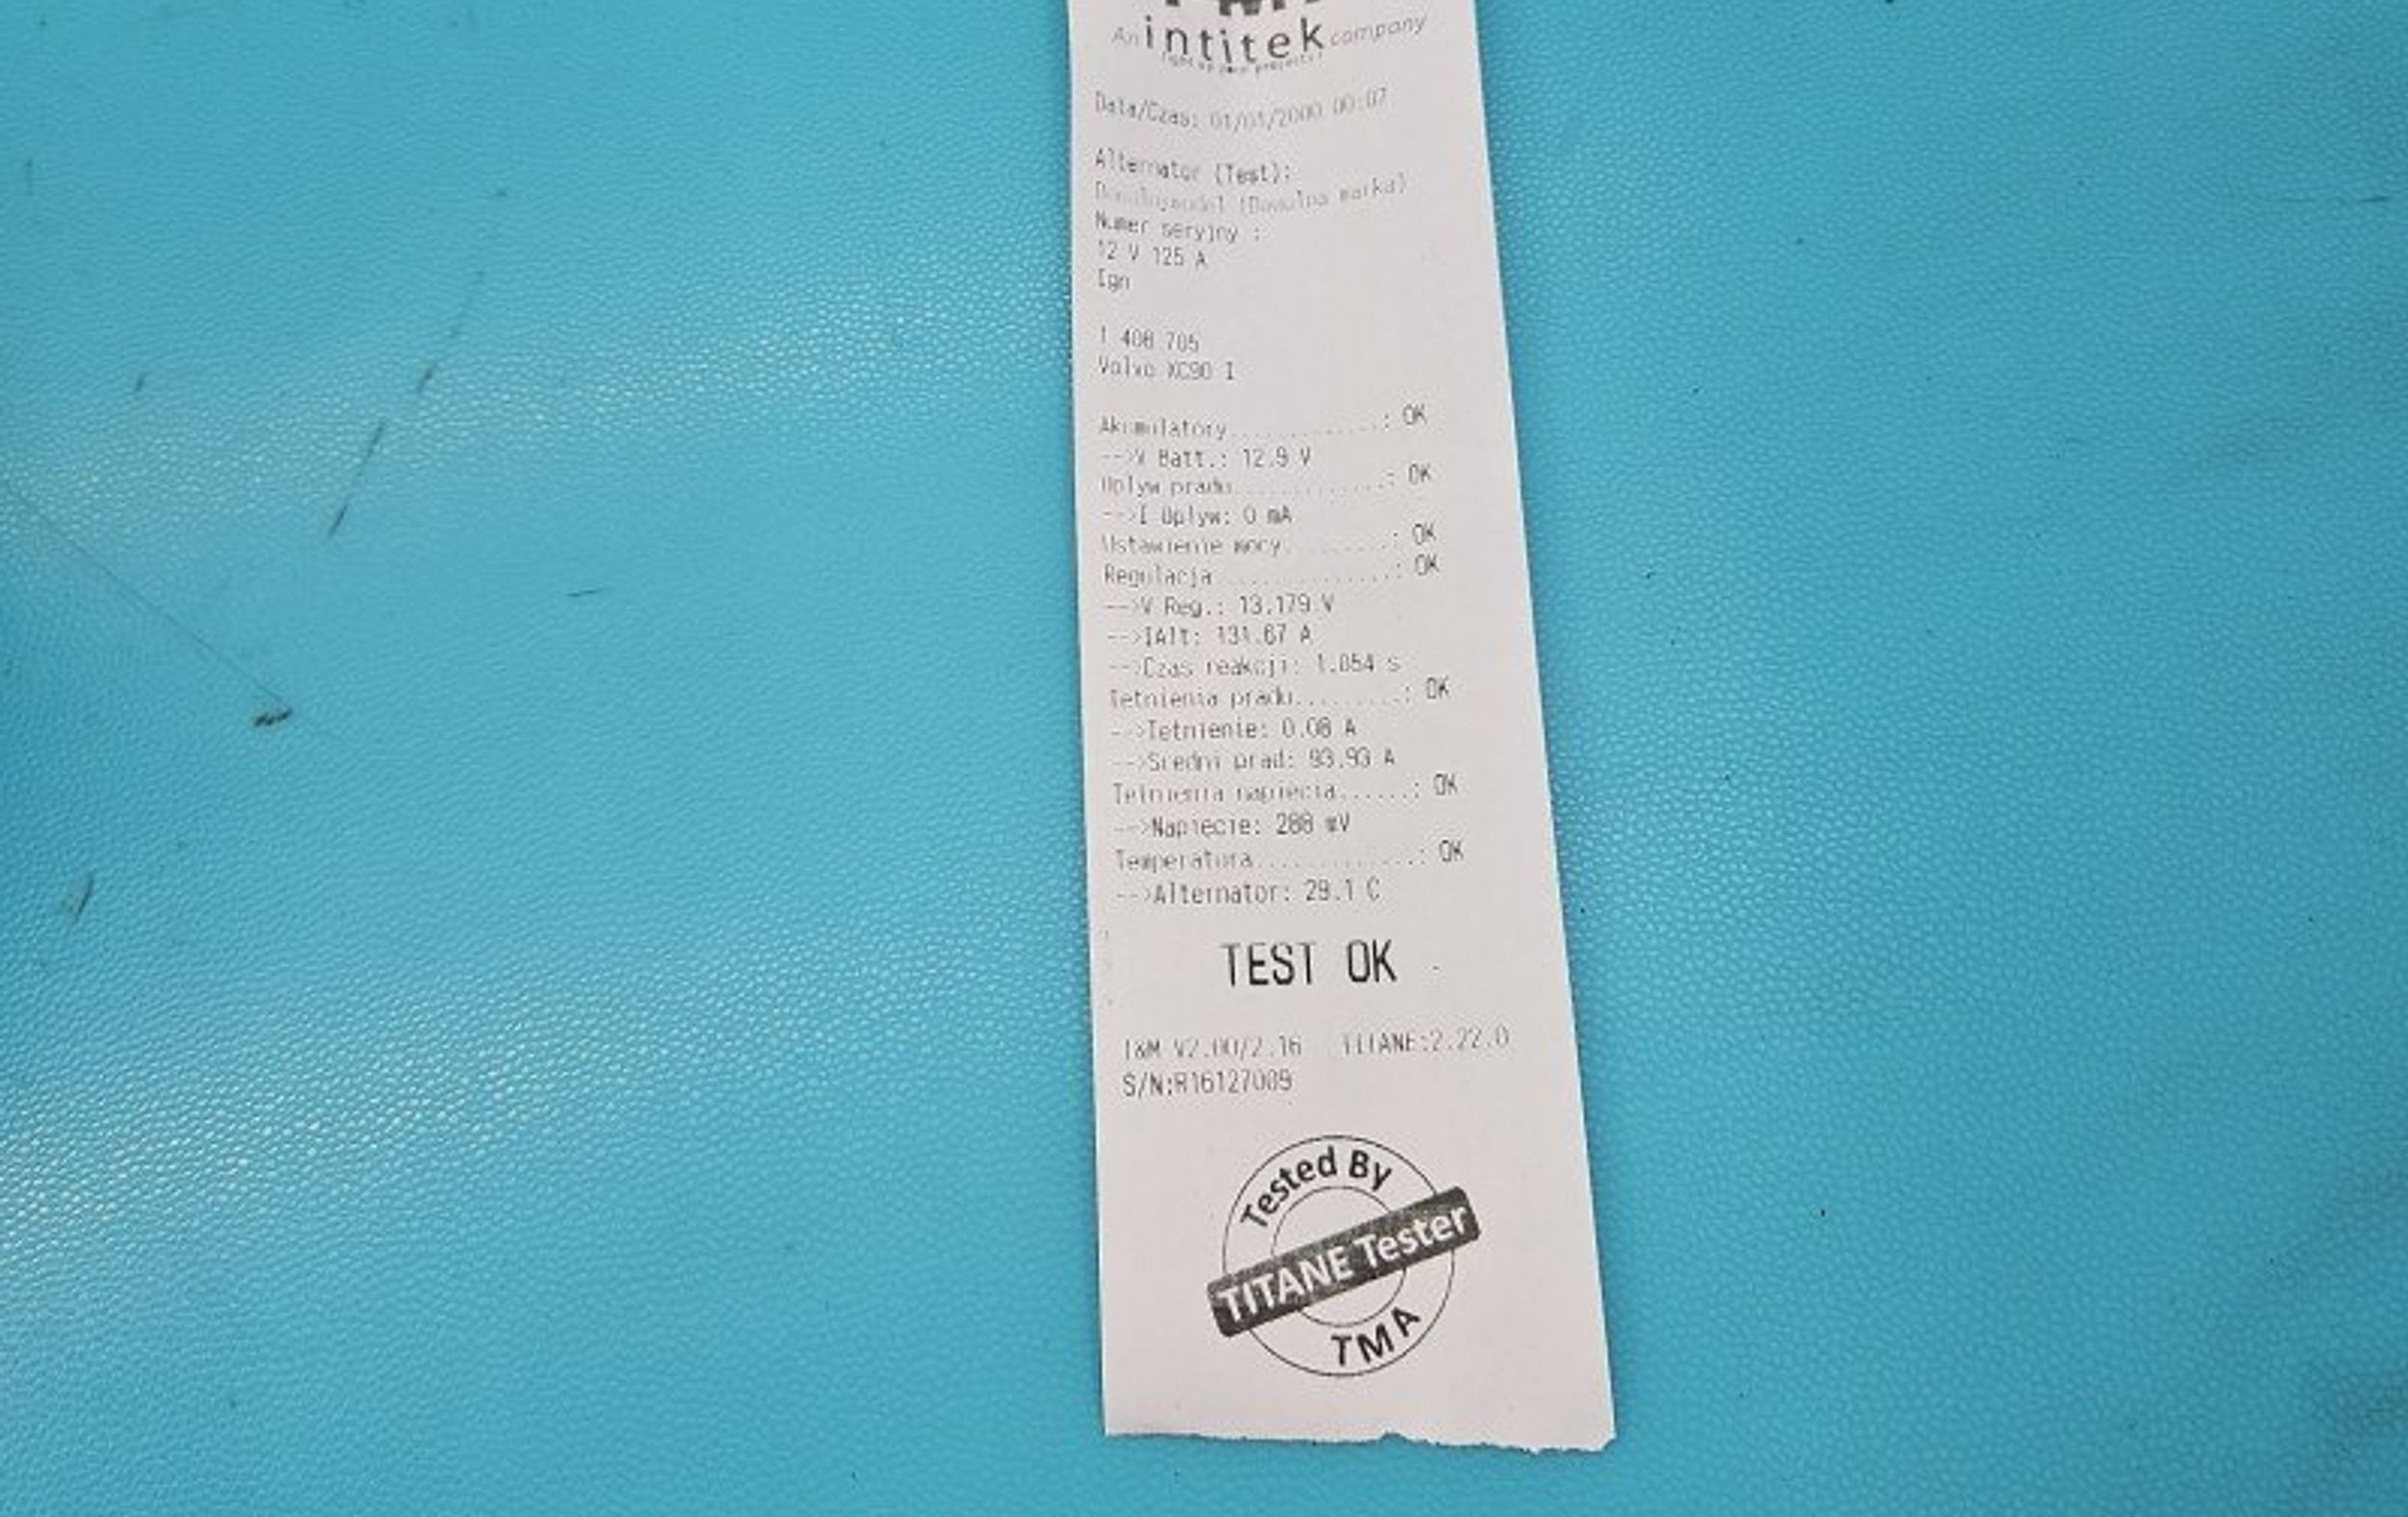 An intitek company
Data/Czas: 01/01/2000 00:07
Alternator (Test):
(Dowolna marka)
Numer seryjny :
12 V 125 A
Ign
1 408 705
Volvo XC90 I
Akumulatory..............: OK
-->V Batt.: 12.9 V
Uplyw pradu..............: OK
-->I Uplyw: 0 mA
Ustawienie mocy..........: OK
Regulacja................: OK
-->V Reg.: 13.179 V
-->IAlt: 131.67 A
-->Czas reakcji: 1.054 s
Tetnienia pradu..........: OK
-->Tetnienie: 0.08 A
-->Sredni prad: 93.93 A
Tetnienia napiecia.......: OK
-->Napiecie: 288 mV
Temperatura..............: OK
-->Alternator: 29.1 C
TEST OK
T&M V2.00/2.16 TITANE:2.22.0
S/N:R16127009
Tested By
TITANE Tester
TMA